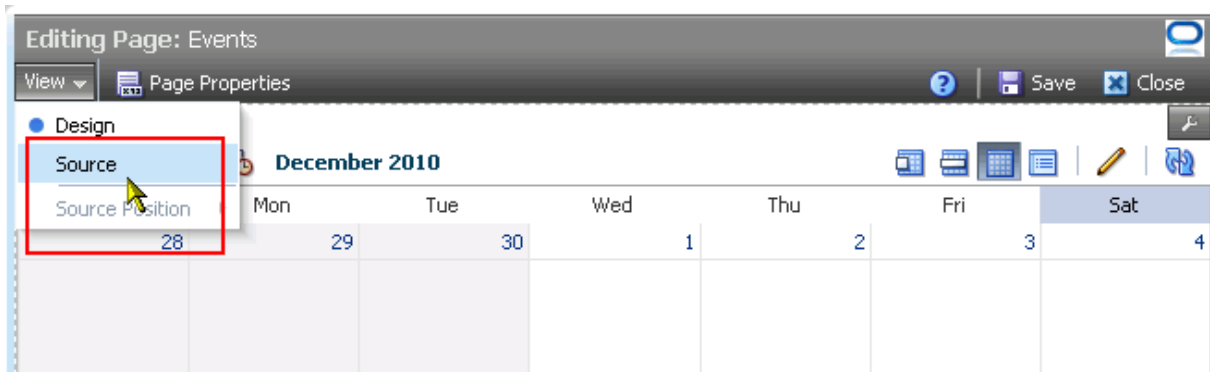 Editing Page: Events
View Page Properties Save Close
Design
Source
December 2010
Source Position
Mon Tue Wed Thu Fri Sat
28 29 30 1 2 3 4